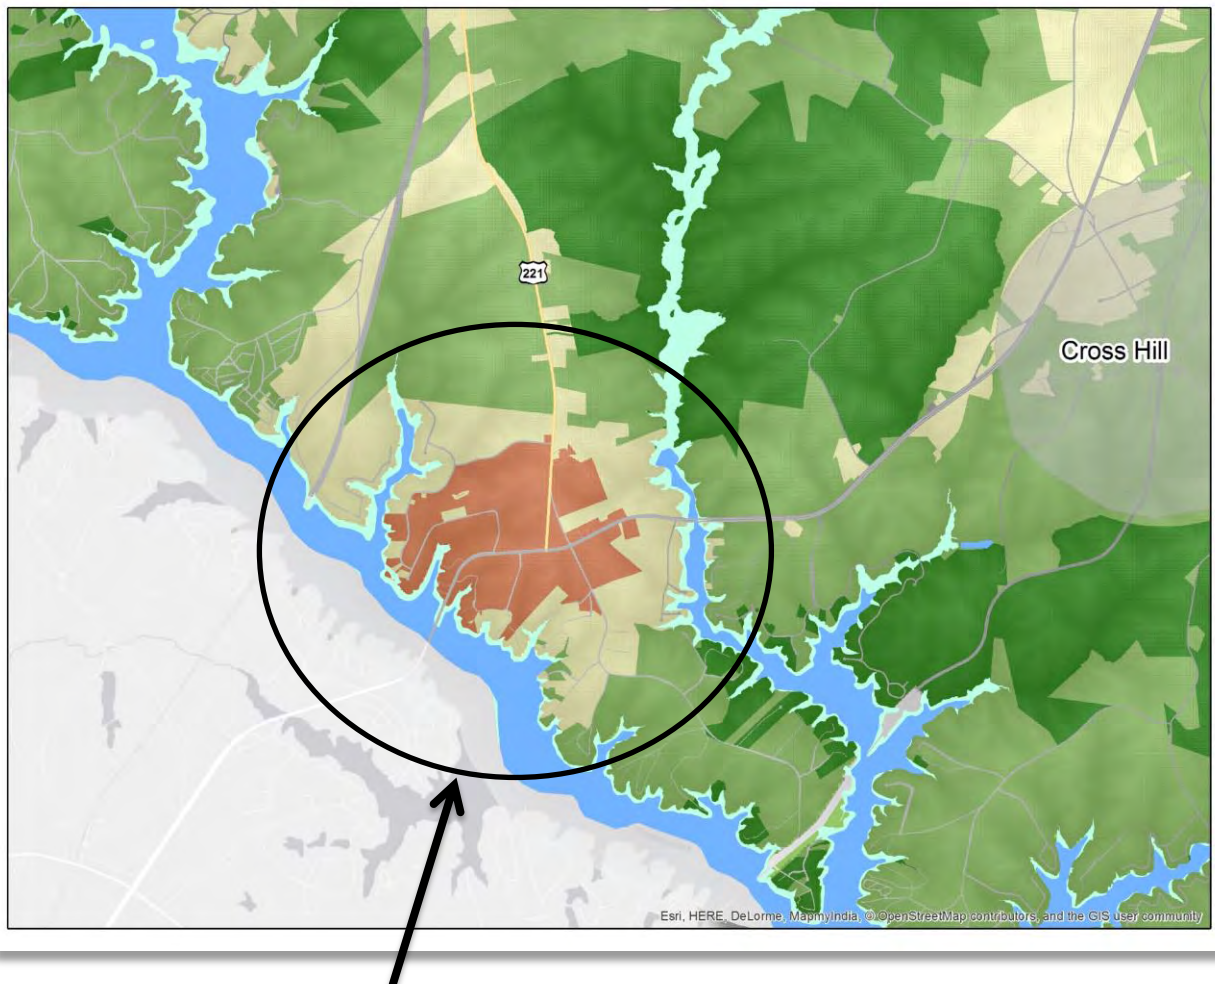 221
Cross Hill
Esri, HERE, DeLorme, MapmyIndia, © OpenStreetMap contributors, and the GIS user community